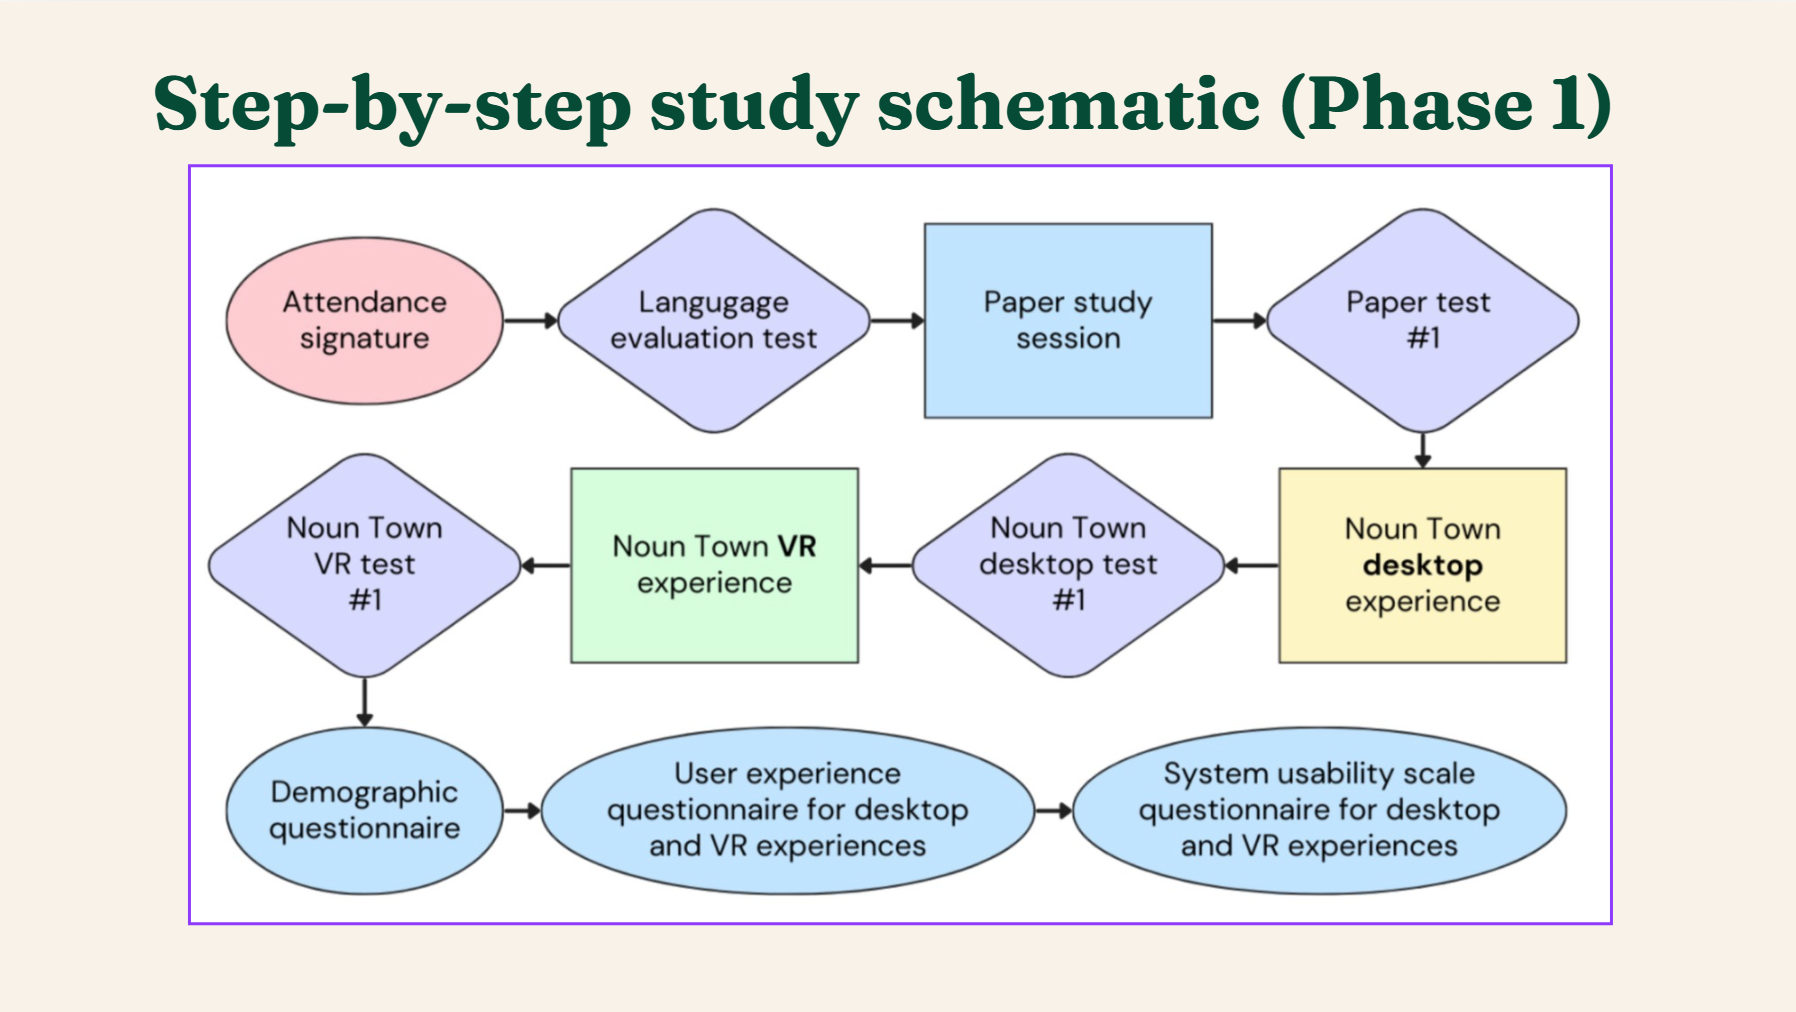 Step-by-step study schematic (Phase 1)
Attendance
signature
Langugage
evaluation test
Paper study
session
Paper test
#1
Noun Town
desktop
experience
Noun Town
desktop test
#1
Noun Town VR
experience
Noun Town
VR test
#1
Demographic
questionnaire
User experience
questionnaire for desktop
and VR experiences
System usability scale
questionnaire for desktop
and VR experiences